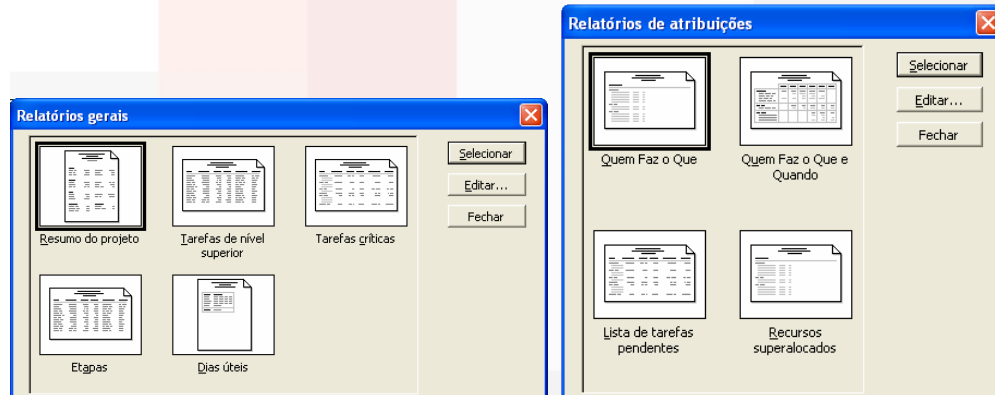 Relatórios gerais
Selecionar
Editar...
Fechar
Resumo do projeto
Tarefas de nível
superior
Tarefas críticas
Etapas
Dias úteis
Relatórios de atribuições
Selecionar
Editar...
Fechar
Quem Faz o Que
Quem Faz o Que e
Quando
Lista de tarefas
pendentes
Recursos
superalocados